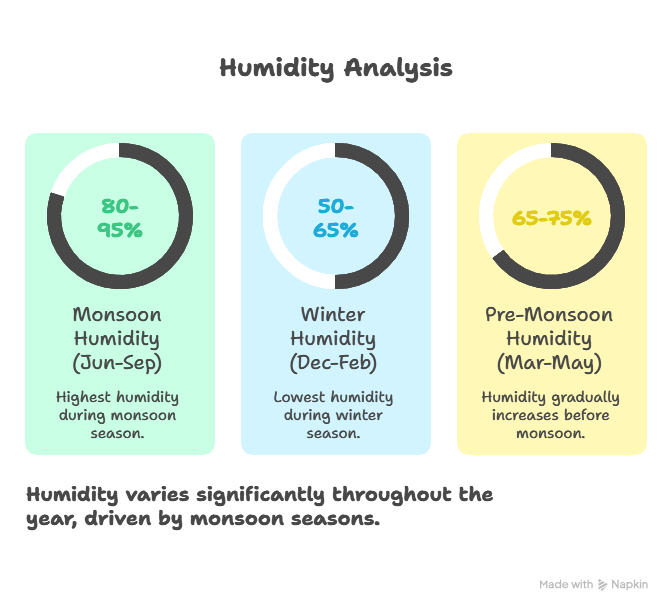 Humidity Analysis
80-
95%
Monsoon
Humidity
(Jun-Sep)
Highest humidity
during monsoon
season.
50-
65%
Winter
Humidity
(Dec-Feb)
Lowest humidity
during winter
season.
65-75%
Pre-Monsoon
Humidity
(Mar-May)
Humidity gradually
increases before
monsoon.
Humidity varies significantly throughout the
year, driven by monsoon seasons.
Made with Napkin